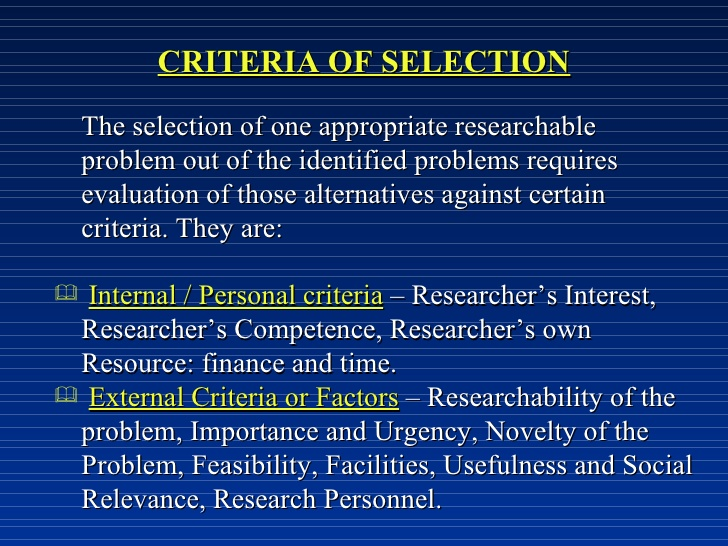 CRITERIA OF SELECTION
The selection of one appropriate researchable
problem out of the identified problems requires
evaluation of those alternatives against certain
criteria. They are:
Internal / Personal criteria – Researcher’s Interest,
Researcher’s Competence, Researcher’s own
Resource: finance and time.
External Criteria or Factors – Researchability of the
problem, Importance and Urgency, Novelty of the
Problem, Feasibility, Facilities, Usefulness and Social
Relevance, Research Personnel.